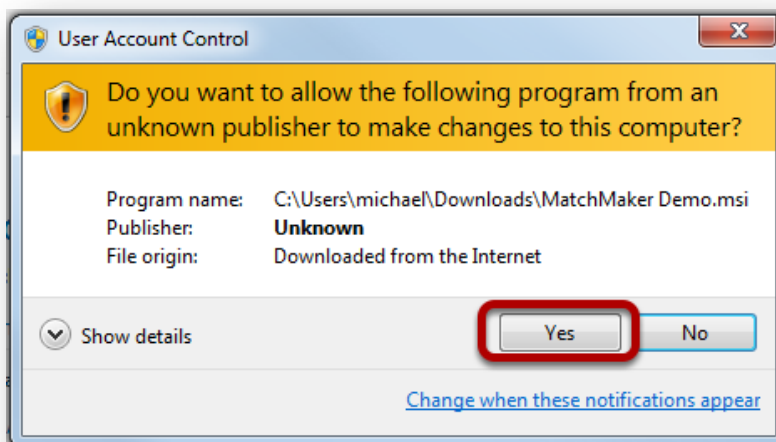 User Account Control
Do you want to allow the following program from an
unknown publisher to make changes to this computer?
Program name: C:\Users\michael\Downloads\MatchMaker Demo.msi
Publisher: Unknown
File origin: Downloaded from the Internet
Show details Yes No
Change when these notifications appear